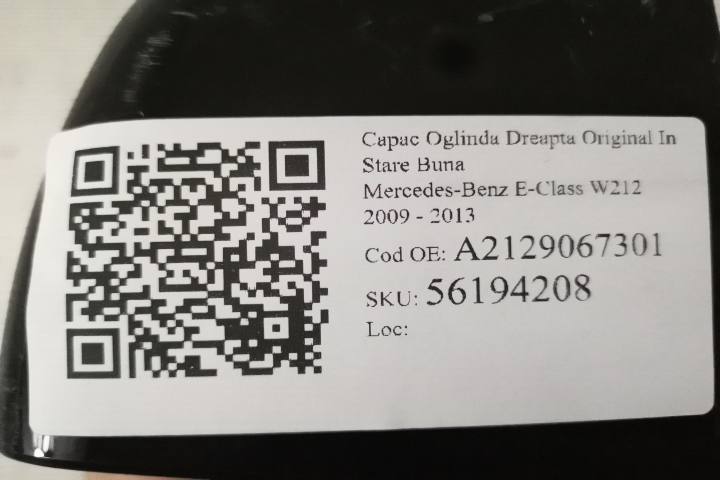 Capac Oglinda Dreapta Original In
Stare Buna
Mercedes-Benz E-Class W212
2009 - 2013
Cod OE: A2129067301
SKU: 56194208
Loc: